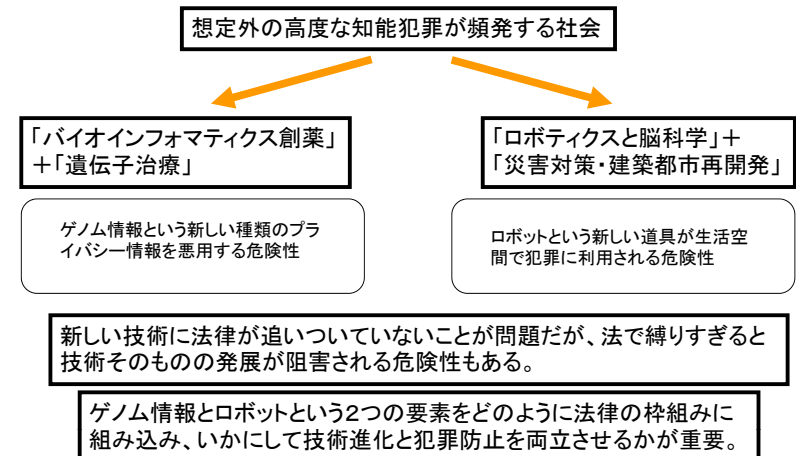 想定外の高度な知能犯罪が頻発する社会
「バイオインフォマティクス創薬」
＋「遺伝子治療」
「ロボティクスと脳科学」＋
「災害対策・建築都市再開発」
ゲノム情報という新しい種類のプラ
イバシー情報を悪用する危険性
ロボットという新しい道具が生活空
間で犯罪に利用される危険性
新しい技術に法律が追いついていないことが問題だが、法で縛りすぎると
技術そのものの発展が阻害される危険性もある。
ゲノム情報とロボットという２つの要素をどのように法律の枠組みに
組み込み、いかにして技術進化と犯罪防止を両立させるかが重要。